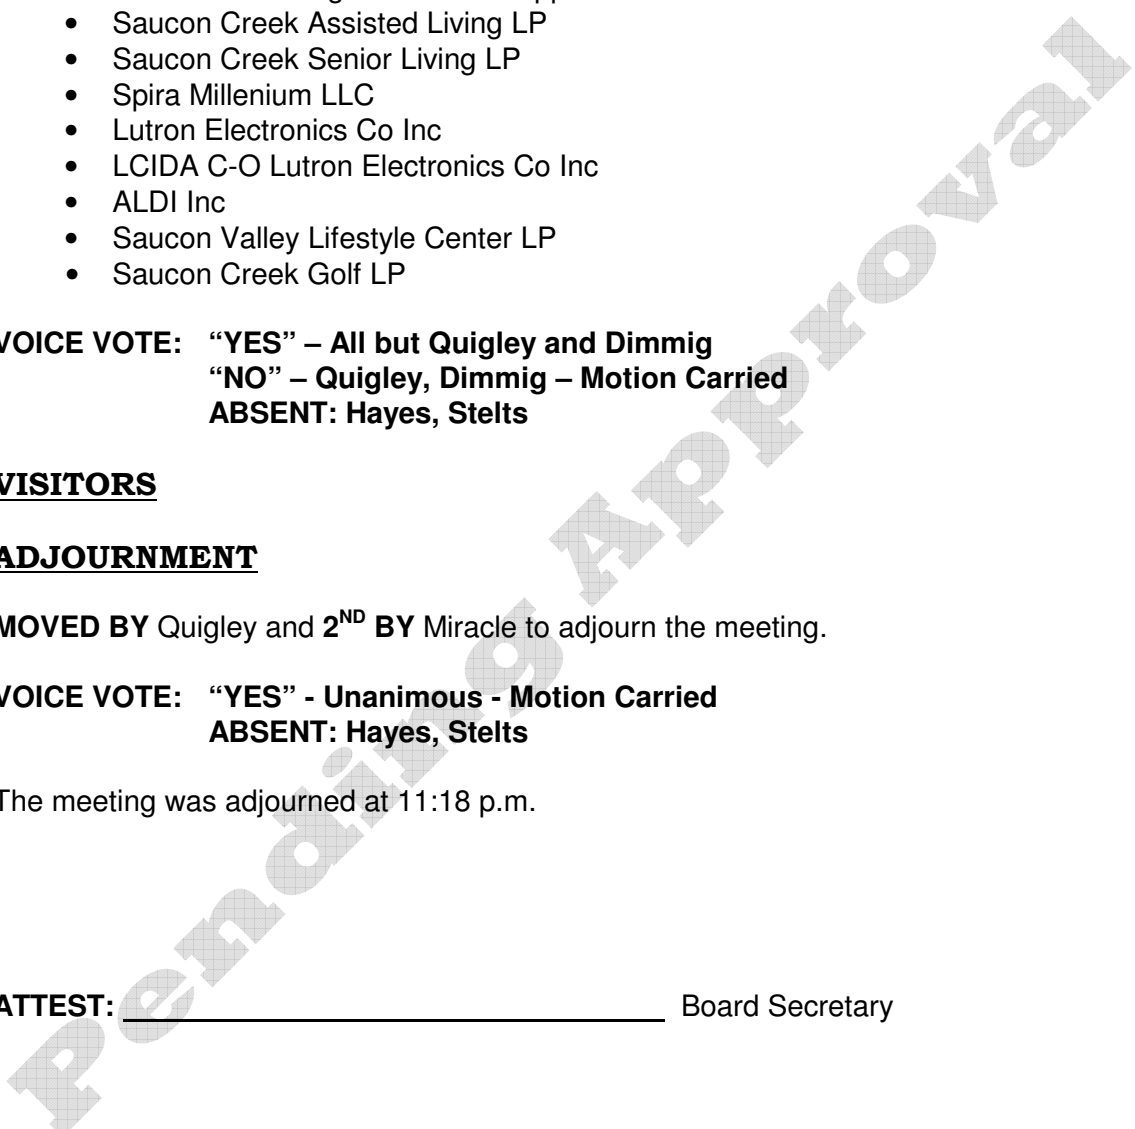 • Saucon Creek Assisted Living LP
• Saucon Creek Senior Living LP
• Spira Millenium LLC
• Lutron Electronics Co Inc
• LCIDA C-O Lutron Electronics Co Inc
• ALDI Inc
• Saucon Valley Lifestyle Center LP
• Saucon Creek Golf LP
VOICE VOTE: “YES” – All but Quigley and Dimmig
“NO” – Quigley, Dimmig – Motion Carried
ABSENT: Hayes, Stelts
VISITORS
ADJOURNMENT
MOVED BY Quigley and 2ND BY Miracle to adjourn the meeting.
VOICE VOTE: “YES” - Unanimous - Motion Carried
ABSENT: Hayes, Stelts
The meeting was adjourned at 11:18 p.m.
ATTEST: Board Secretary
Pending Approval